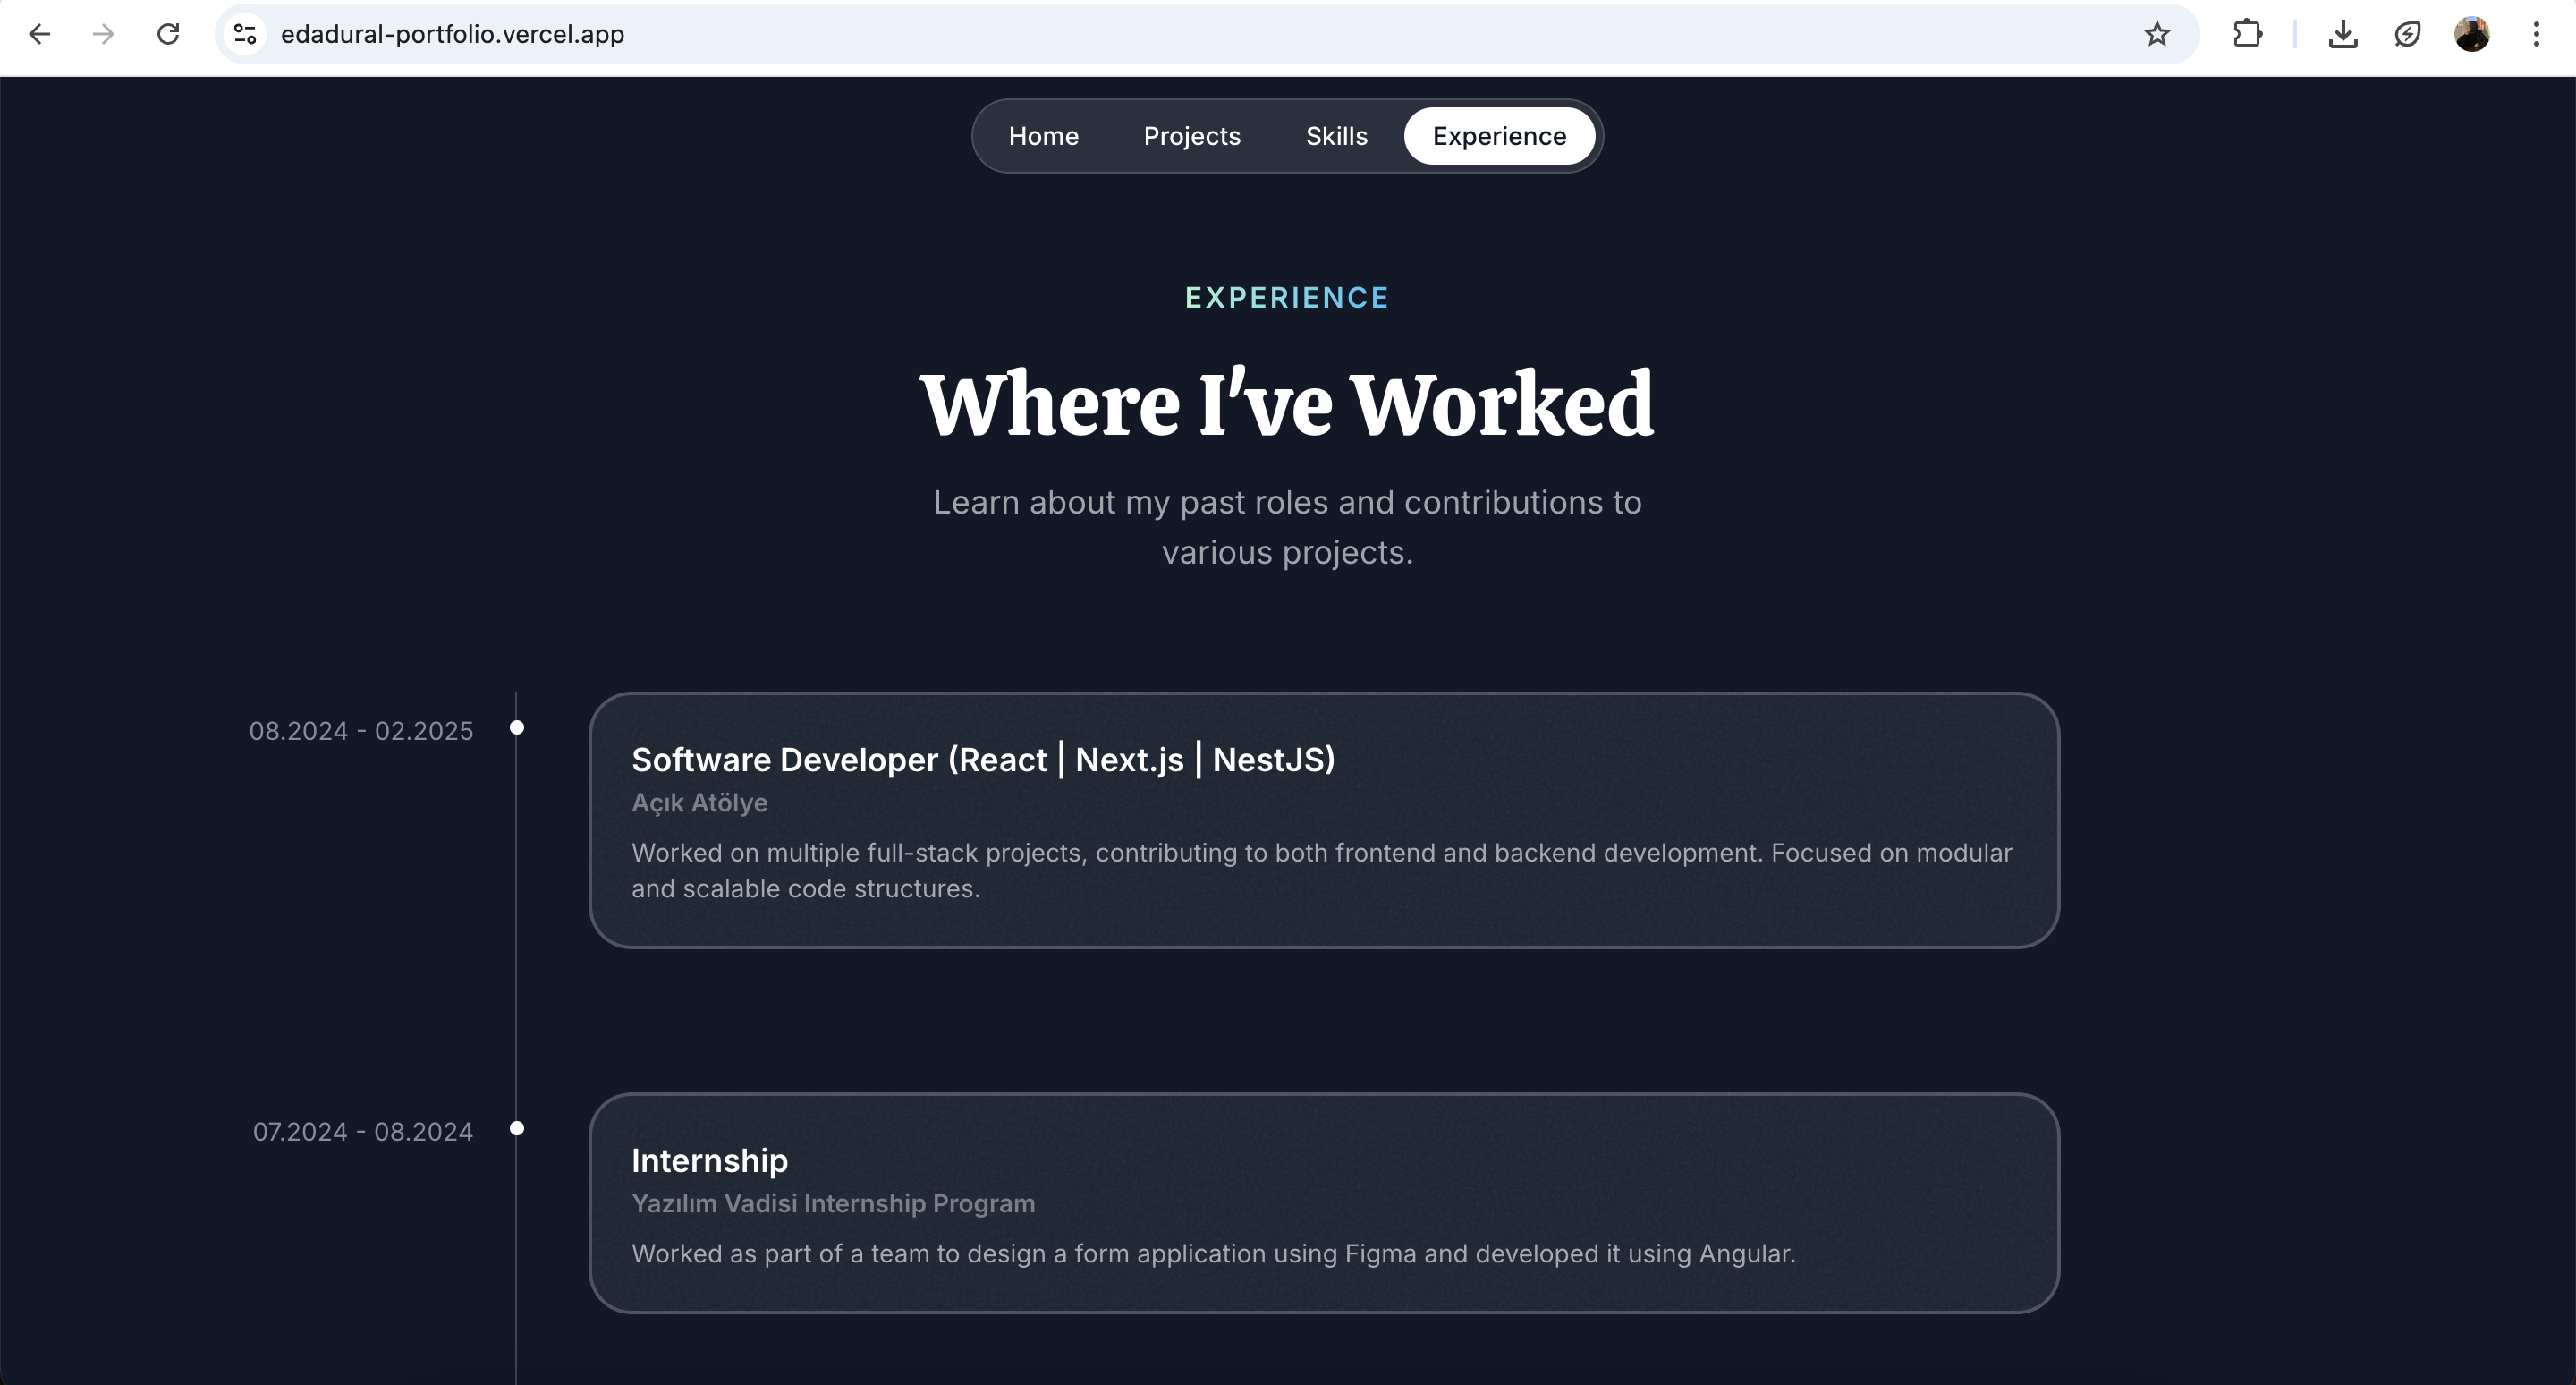 edadural-portfolio.vercel.app
Home Projects Skills Experience
EXPERIENCE
Where I've Worked
Learn about my past roles and contributions to
various projects.
08.2024 - 02.2025
Software Developer (React | Next.js | NestJS)
Açık Atölye
Worked on multiple full-stack projects, contributing to both frontend and backend development. Focused on modular
and scalable code structures.
07.2024 - 08.2024
Internship
Yazılım Vadisi Internship Program
Worked as part of a team to design a form application using Figma and developed it using Angular.